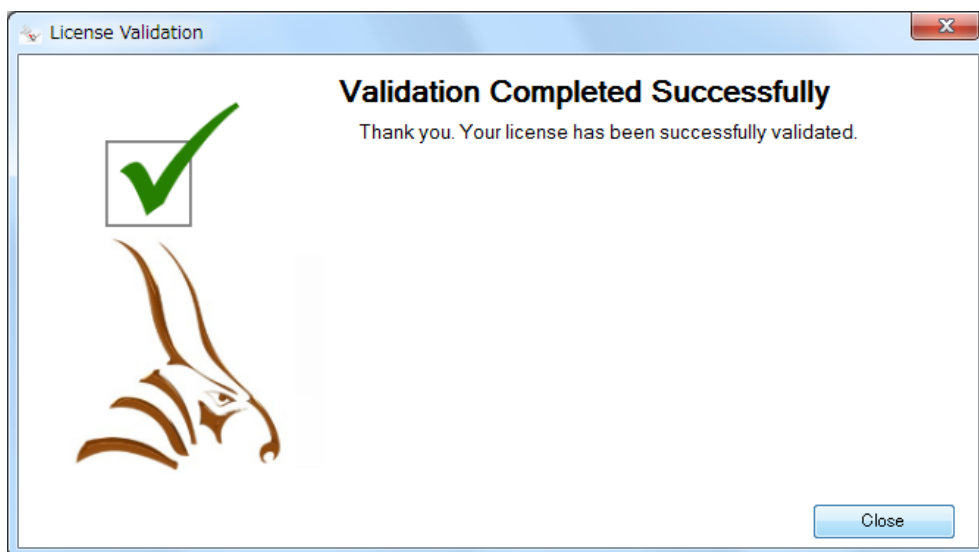 License Validation
Validation Completed Successfully
Thank you. Your license has been successfully validated.
Close